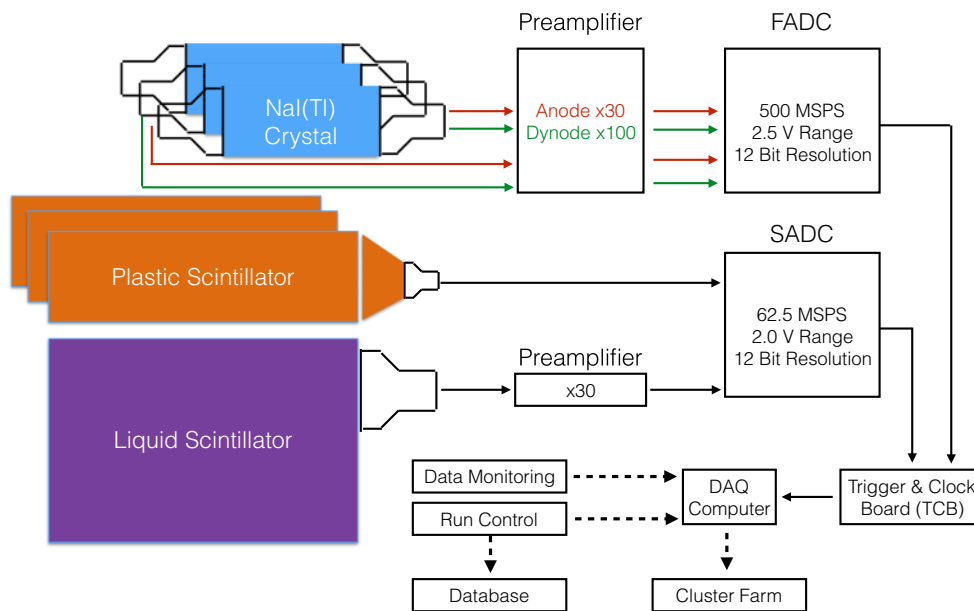 Preamplifier
FADC
NaI(Tl)
Crystal
Anode x30
Dynode x100
500 MSPS
2.5 V Range
12 Bit Resolution
SADC
Plastic Scintillator
62.5 MSPS
2.0 V Range
12 Bit Resolution
Preamplifier
x30
Liquid Scintillator
Data Monitoring
Run Control
DAQ
Computer
Trigger & Clock
Board (TCB)
Database
Cluster Farm